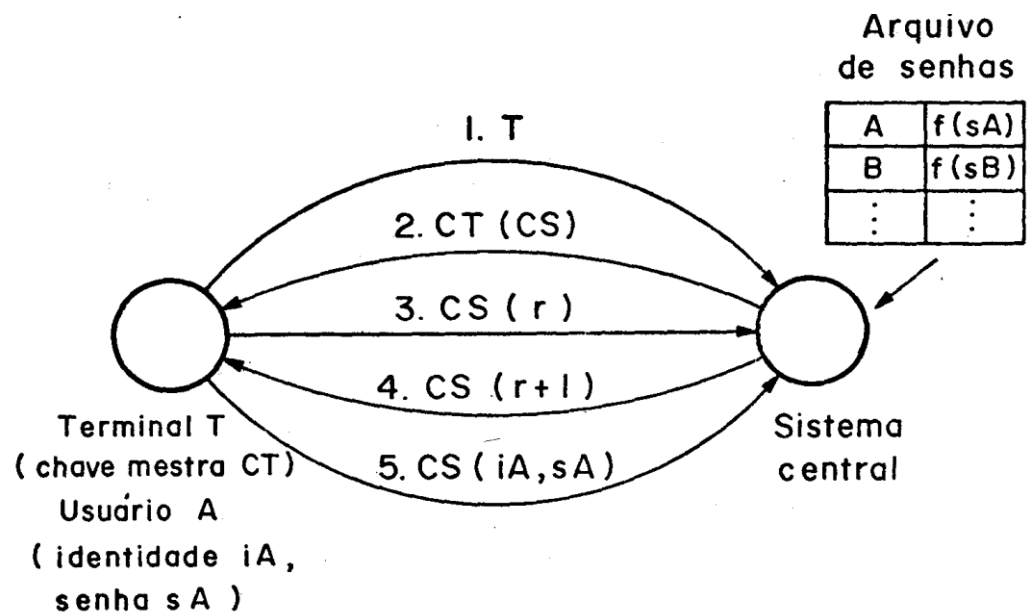 Arquivo
de senhas
A f(sA)
B f(sB)
⋮ ⋮
1. T
2. CT (CS)
3. CS ( r )
4. CS (r+1)
5. CS ( iA, sA)
Terminal T
( chave mestra CT)
Usuário A
( identidade iA,
senha sA )
Sistema
central